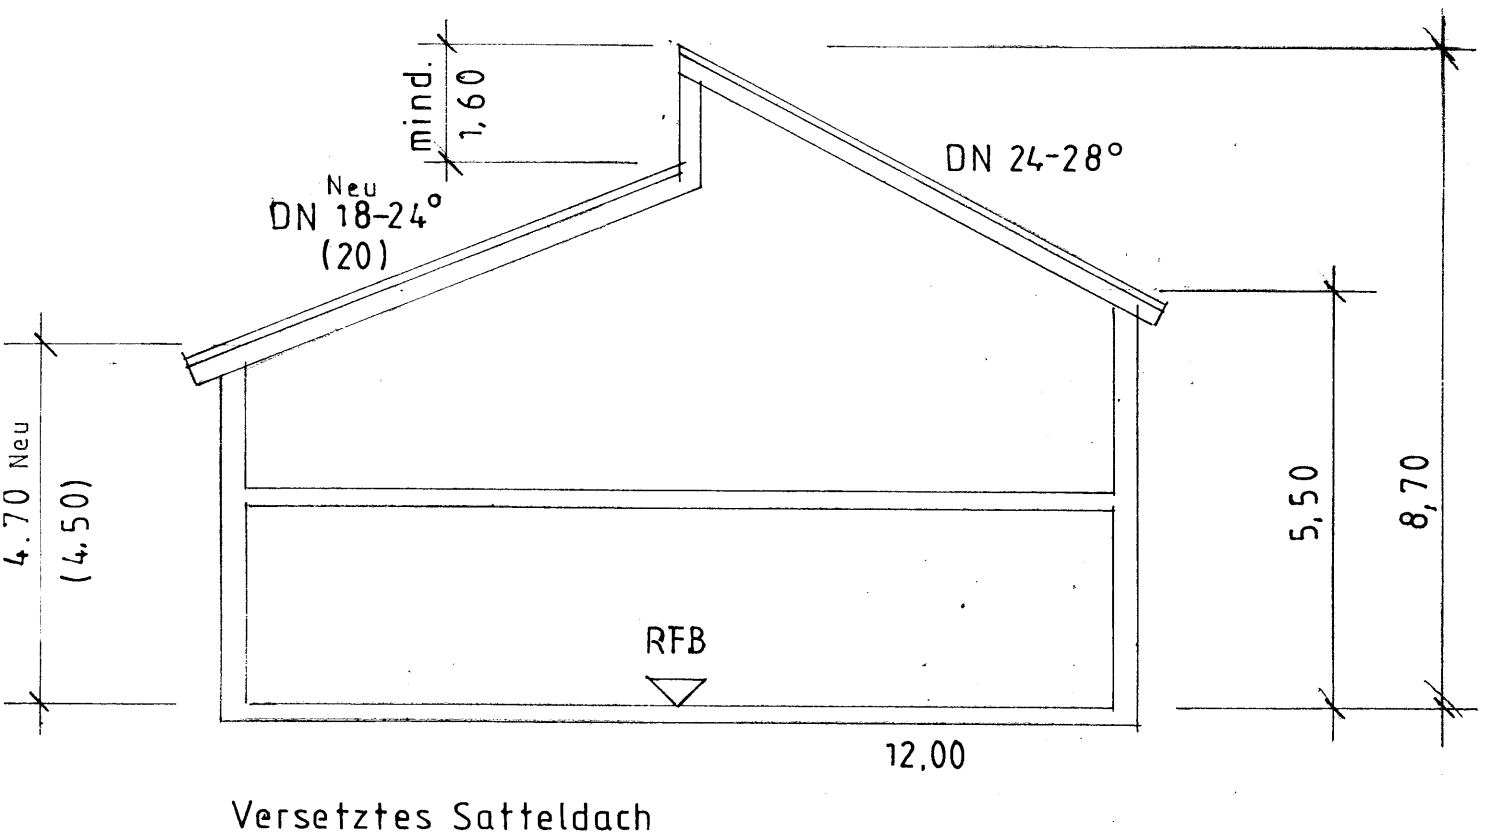 mind.
1,60
Neu
DN 18-24°
(20)
DN 24-28°
4.70 Neu
(4,50)
5,50
8,70
RFB
12,00
Versetztes Satteldach